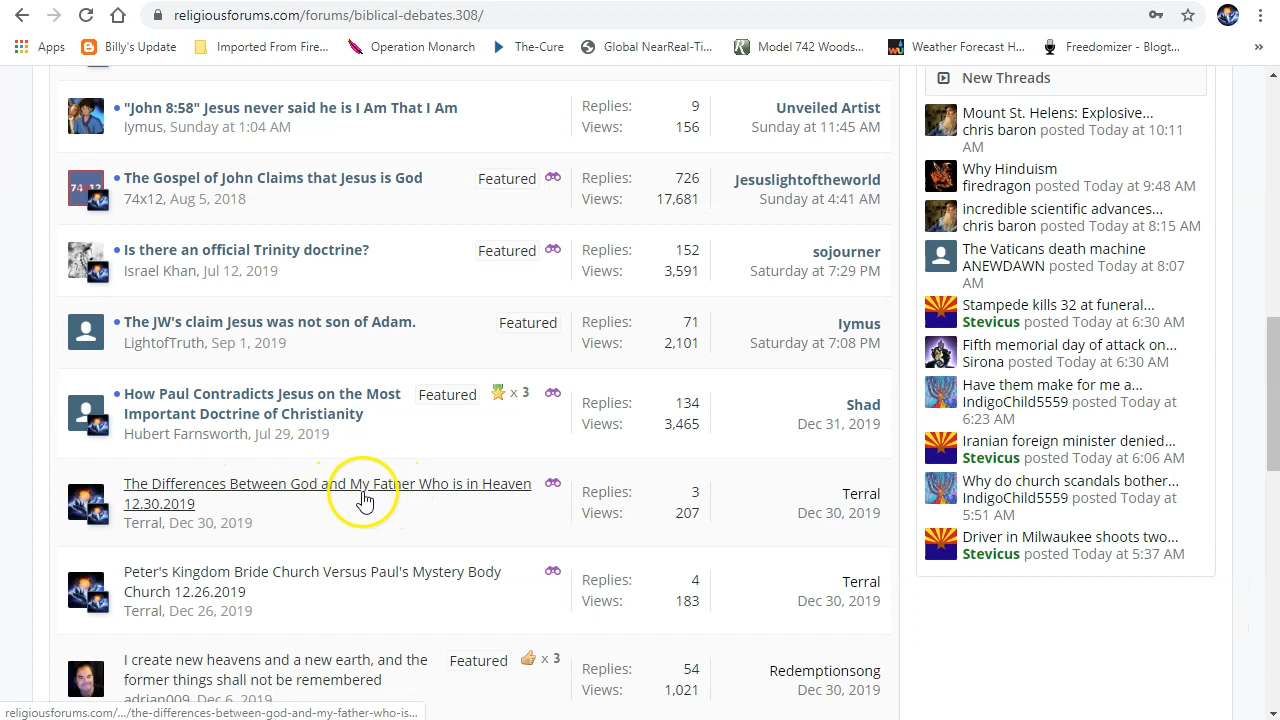 religiousforums.com/forums/biblical-debates.308/
Apps
Billy's Update
Imported From Fire...
Operation Monarch
The-Cure
Global NearReal-Ti...
Model 742 Woods...
Weather Forecast H...
Freedomizer - Blogt...
»
"John 8:58" Jesus never said he is I Am That I Am
Iymus, Sunday at 1:04 AM
Replies: 9
Views: 156
Unveiled Artist
Sunday at 11:45 AM
74x12
The Gospel of John Claims that Jesus is God
74x12, Aug 5, 2018
Featured
Replies: 726
Views: 17,681
Jesuslightoftheworld
Sunday at 4:41 AM
Is there an official Trinity doctrine?
Israel Khan, Jul 12, 2019
Featured
Replies: 152
Views: 3,591
sojourner
Saturday at 7:29 PM
The JW's claim Jesus was not son of Adam.
LightofTruth, Sep 1, 2019
Featured
Replies: 71
Views: 2,101
Iymus
Saturday at 7:08 PM
How Paul Contradicts Jesus on the Most
Important Doctrine of Christianity
Hubert Farnsworth, Jul 29, 2019
Featured
x 3
Replies: 134
Views: 3,465
Shad
Dec 31, 2019
The Differences Between God and My Father Who is in Heaven
12.30.2019
Terral, Dec 30, 2019
Replies: 3
Views: 207
Terral
Dec 30, 2019
Peter's Kingdom Bride Church Versus Paul's Mystery Body
Church 12.26.2019
Terral, Dec 26, 2019
Replies: 4
Views: 183
Terral
Dec 30, 2019
I create new heavens and a new earth, and the
former things shall not be remembered
adrian009, Dec 6, 2019
Featured
x 3
Replies: 54
Views: 1,021
Redemptionsong
Dec 30, 2019
New Threads
Mount St. Helens: Explosive...
chris baron posted Today at 10:11
AM
Why Hinduism
firedragon posted Today at 9:48 AM
incredible scientific advances...
chris baron posted Today at 8:15 AM
The Vaticans death machine
ANEWDAWN posted Today at 8:07
AM
Stampede kills 32 at funeral...
Stevicus posted Today at 6:30 AM
Fifth memorial day of attack on...
Sirona posted Today at 6:30 AM
Have them make for me a...
IndigoChild5559 posted Today at
6:23 AM
Iranian foreign minister denied...
Stevicus posted Today at 6:06 AM
Why do church scandals bother...
IndigoChild5559 posted Today at
5:51 AM
Driver in Milwaukee shoots two...
Stevicus posted Today at 5:37 AM
religiousforums.com/.../the-differences-between-god-and-my-father-who-is...